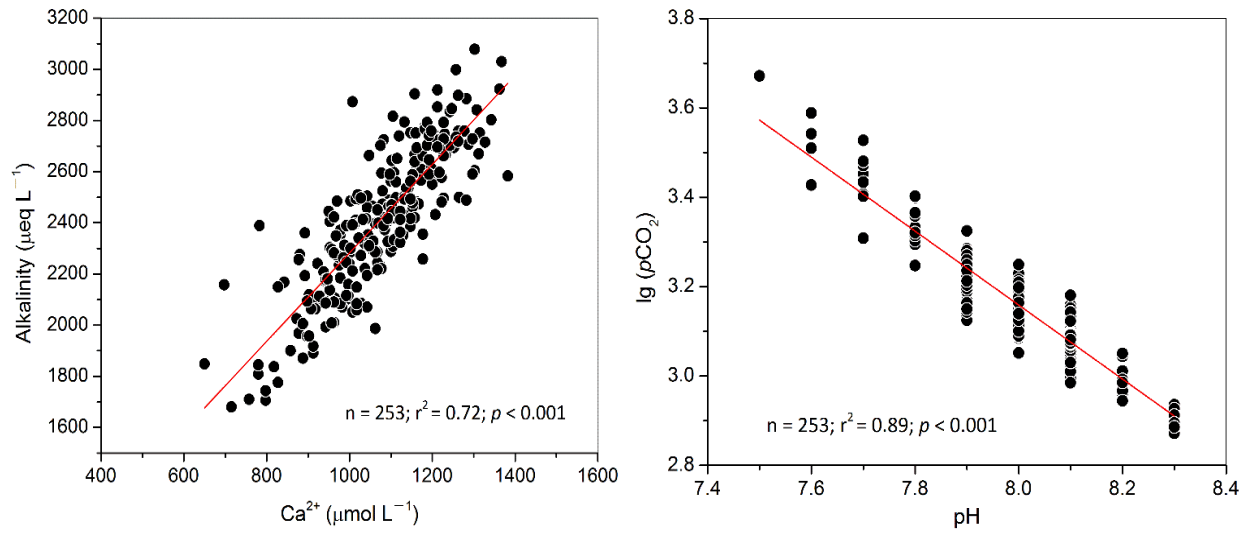 3200
3000
2800
2600
2400
2200
2000
1800
1600
Alkalinity (µeq L⁻¹)
n = 253; r² = 0.72; p < 0.001
400 600 800 1000 1200 1400 1600
Ca²⁺ (µmol L⁻¹)
3.8
3.6
3.4
3.2
3.0
2.8
lg (pCO₂)
n = 253; r² = 0.89; p < 0.001
7.4 7.6 7.8 8.0 8.2 8.4
pH